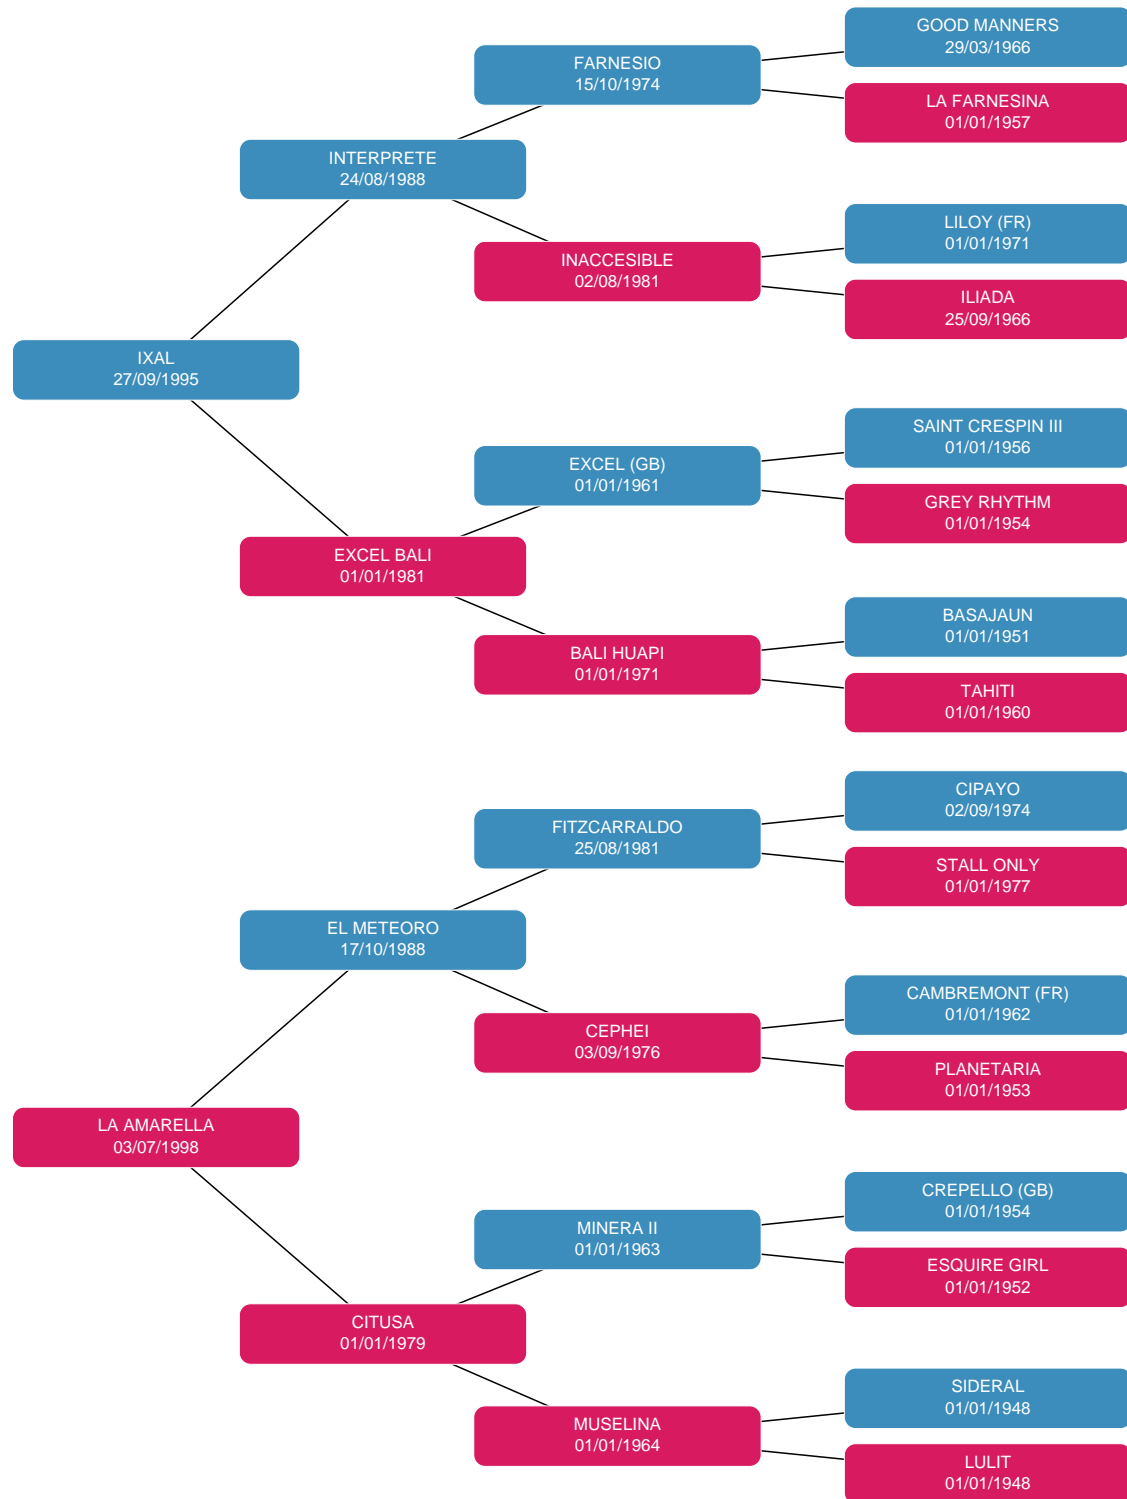 GOOD MANNERS
29/03/1966
FARNESIO
15/10/1974
LA FARNESINA
01/01/1957
INTERPRETE
24/08/1988
LILOY (FR)
01/01/1971
INACCESIBLE
02/08/1981
ILIADA
25/09/1966
IXAL
27/09/1995
SAINT CRESPIN III
01/01/1956
EXCEL (GB)
01/01/1961
GREY RHYTHM
01/01/1954
EXCEL BALI
01/01/1981
BASAJAUN
01/01/1951
BALI HUAPI
01/01/1971
TAHITI
01/01/1960
CIPAYO
02/09/1974
FITZCARRALDO
25/08/1981
STALL ONLY
01/01/1977
EL METEORO
17/10/1988
CAMBREMONT (FR)
01/01/1962
CEPHEI
03/09/1976
PLANETARIA
01/01/1953
LA AMARELLA
03/07/1998
CREPELLO (GB)
01/01/1954
MINERA II
01/01/1963
ESQUIRE GIRL
01/01/1952
CITUSA
01/01/1979
SIDERAL
01/01/1948
MUSELINA
01/01/1964
LULIT
01/01/1948